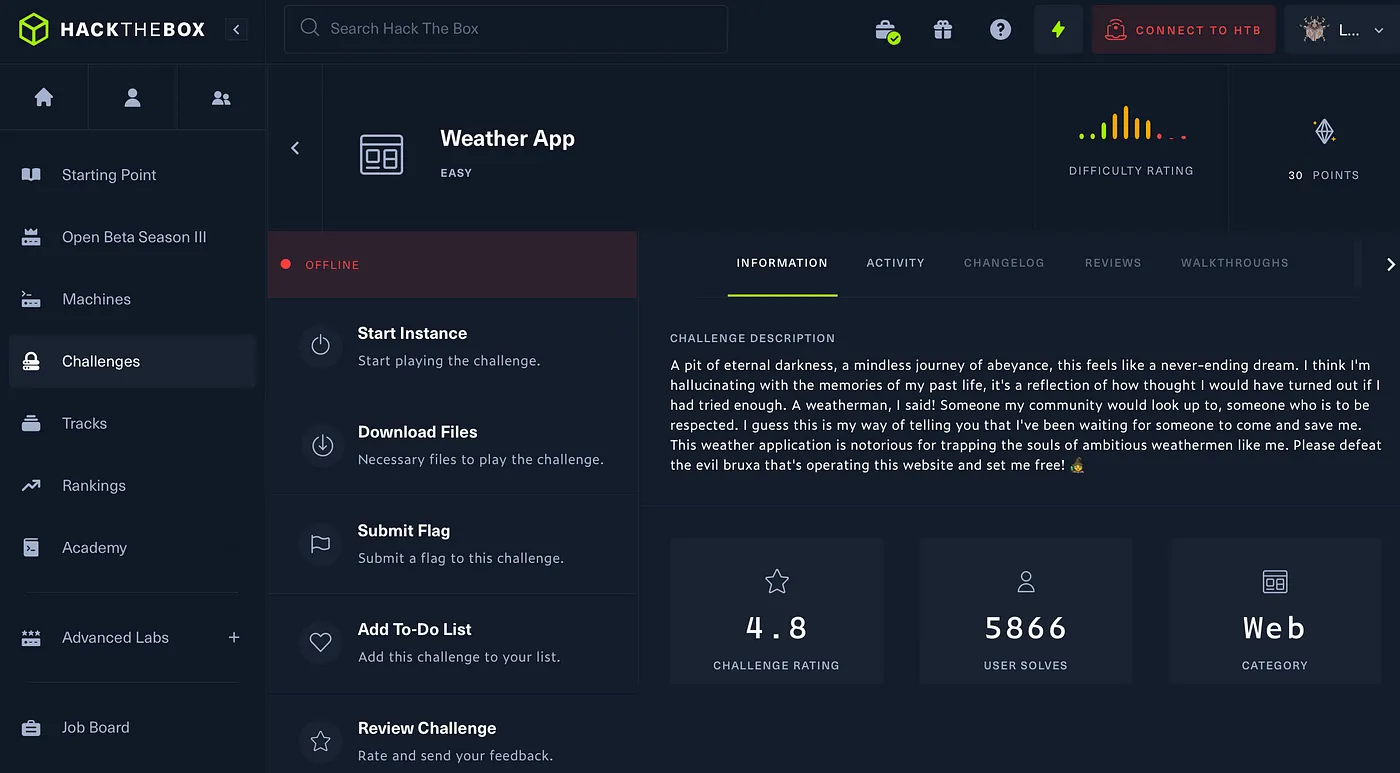 HACKTHEBOX
Search Hack The Box
CONNECT TO HTB
L...
Starting Point
Open Beta Season III
Machines
Challenges
Tracks
Rankings
Academy
Advanced Labs
Job Board
Weather App
EASY
DIFFICULTY RATING
30 POINTS
OFFLINE
Start Instance
Start playing the challenge.
Download Files
Necessary files to play the challenge.
Submit Flag
Submit a flag to this challenge.
Add To-Do List
Add this challenge to your list.
Review Challenge
Rate and send your feedback.
INFORMATION
ACTIVITY
CHANGELOG
REVIEWS
WALKTHROUGHS
CHALLENGE DESCRIPTION
A pit of eternal darkness, a mindless journey of abeyance, this feels like a never-ending dream. I think I'm
hallucinating with the memories of my past life, it's a reflection of how thought I would have turned out if I
had tried enough. A weatherman, I said! Someone my community would look up to, someone who is to be
respected. I guess this is my way of telling you that I've been waiting for someone to come and save me.
This weather application is notorious for trapping the souls of ambitious weathermen like me. Please defeat
the evil bruxa that's operating this website and set me free!
4.8
CHALLENGE RATING
5866
USER SOLVES
Web
CATEGORY